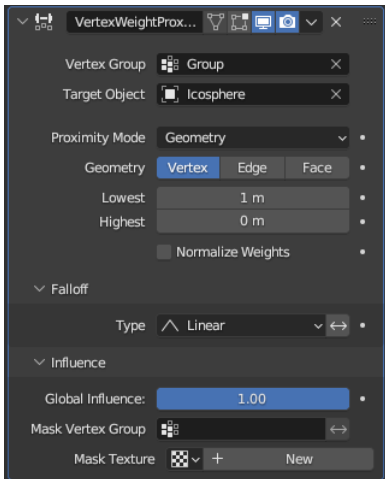 VertexWeightProx...
Vertex Group Group
Target Object Icosphere
Proximity Mode Geometry
Geometry Vertex Edge Face
Lowest 1 m
Highest 0 m
Normalize Weights
Falloff
Type Linear
Influence
Global Influence: 1.00
Mask Vertex Group
Mask Texture + New